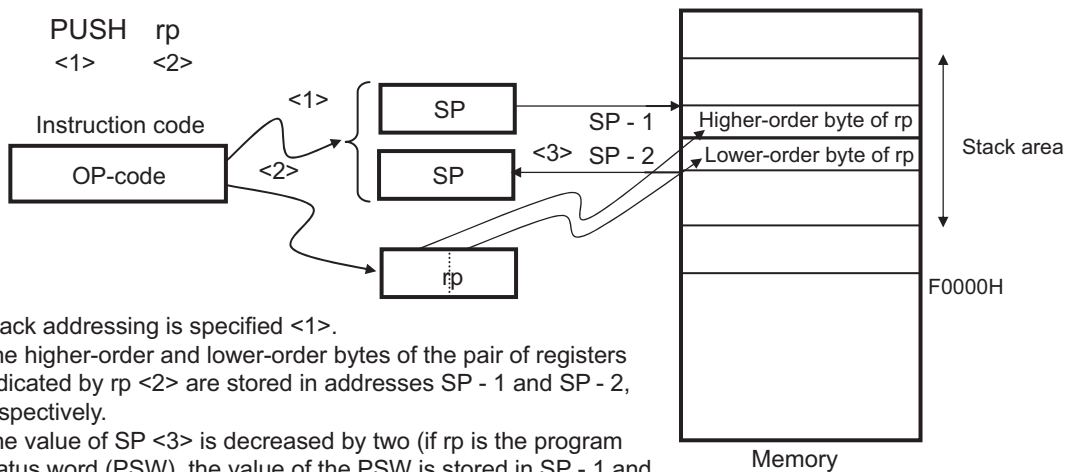 PUSH rp
<1> <2>
Instruction code
OP-code
<1>
<2>
SP
SP
rp
SP - 1
<3> SP - 2
Higher-order byte of rp
Lower-order byte of rp
Stack area
F0000H
Memory
ack addressing is specified <1>.
he higher-order and lower-order bytes of the pair of registers
dicated by rp <2> are stored in addresses SP - 1 and SP - 2,
spectively.
he value of SP <3> is decreased by two (if rp is the program
atus word (PSW), the value of the PSW is stored in SP - 1 and